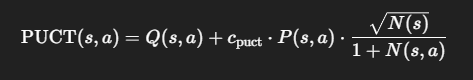 PUCT(s, a) = Q(s, a) + c_puct · P(s, a) · √N(s) / (1 + N(s, a))